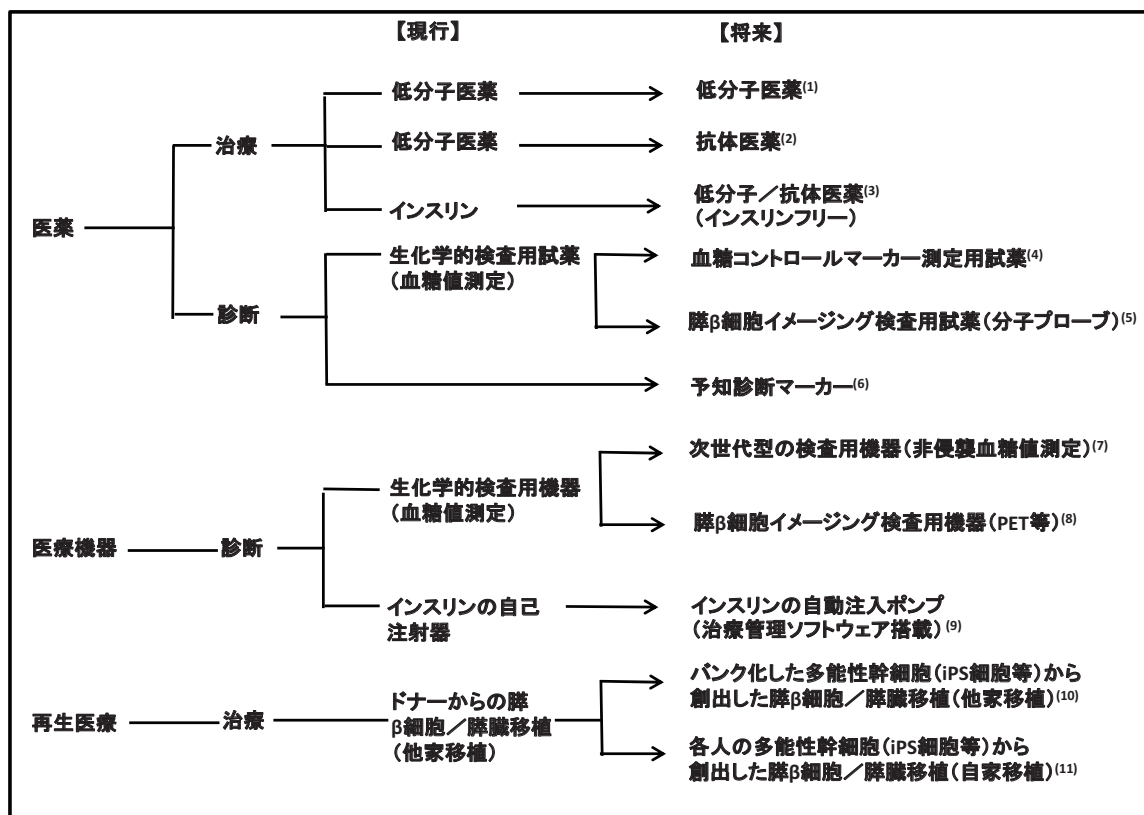 【現行】
【将来】
低分子医薬
低分子医薬(1)
治療
低分子医薬
抗体医薬(2)
インスリン
低分子／抗体医薬(3)
（インスリンフリー）
医薬
生化学的検査用試薬
（血糖値測定）
血糖コントロールマーカー測定用試薬(4)
診断
膵β細胞イメージング検査用試薬（分子プローブ）(5)
予知診断マーカー(6)
次世代型の検査用機器（非侵襲血糖値測定）(7)
生化学的検査用機器
（血糖値測定）
膵β細胞イメージング検査用機器（PET等）(8)
医療機器
診断
インスリンの自己
注射器
インスリンの自動注入ポンプ
（治療管理ソフトウェア搭載）(9)
バンク化した多能性幹細胞（iPS細胞等）から
創出した膵β細胞／膵臓移植（他家移植）(10)
再生医療
治療
ドナーからの膵
β細胞／膵臓移植
（他家移植）
各人の多能性幹細胞（iPS細胞等）から
創出した膵β細胞／膵臓移植（自家移植）(11)